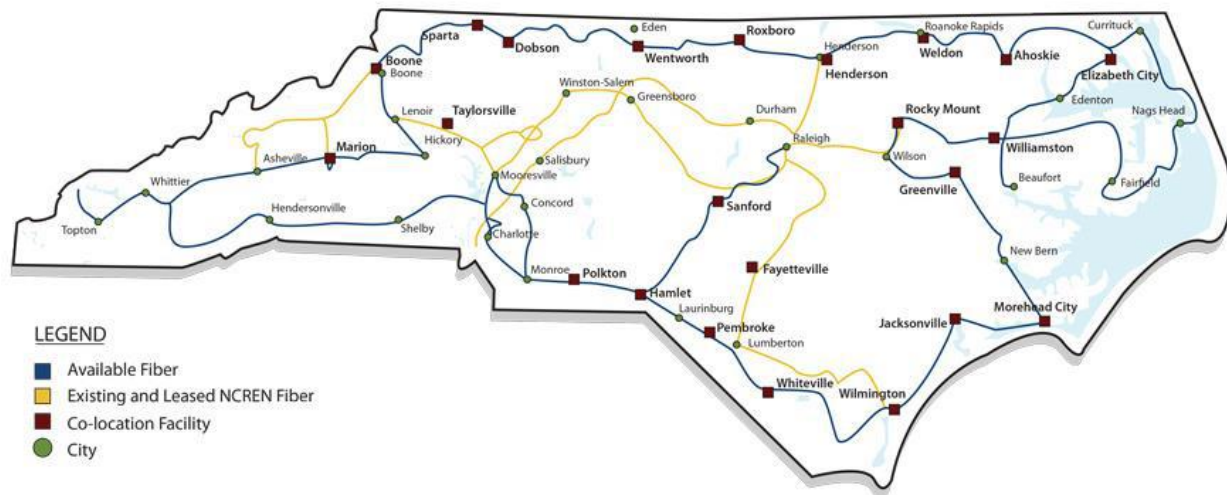 Sparta
Dobson
Eden
Wentworth
Roxboro
Henderson
Henderson
Roanoke Rapids
Weldon
Ahoskie
Currituck
Elizabeth City
Boone
Boone
Lenoir
Taylorsville
Hickory
Winston-Salem
Greensboro
Durham
Raleigh
Rocky Mount
Wilson
Edenton
Nags Head
Williamston
Asheville
Marion
Salisbury
Mooresville
Whittier
Topton
Hendersonville
Shelby
Concord
Charlotte
Sanford
Greenville
Beaufort
Fairfield
Monroe
Polkton
Hamlet
Fayetteville
New Bern
Laurinburg
Pembroke
Lumberton
Jacksonville
Morehead City
Whiteville
Wilmington
LEGEND
Available Fiber
Existing and Leased NCREN Fiber
Co-location Facility
City